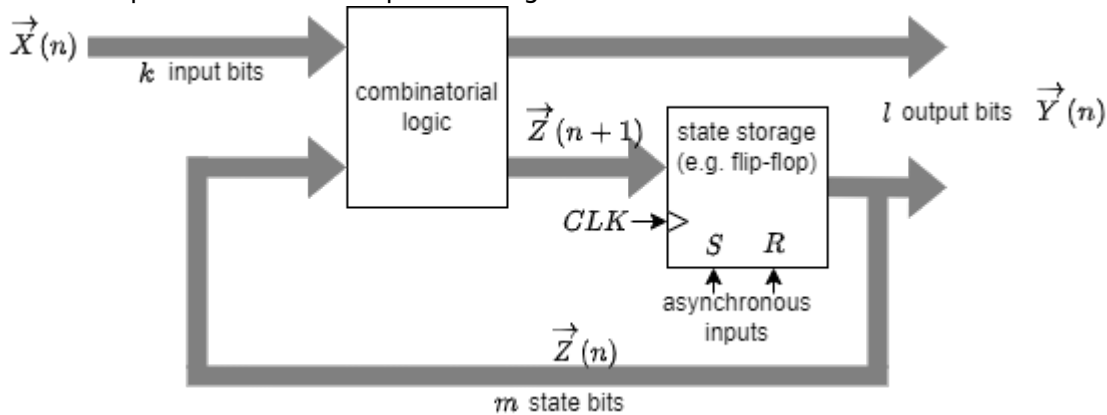 X⃗(n)
k input bits
combinatorial
logic
Z⃗(n + 1)
state storage
(e.g. flip-flop)
l output bits Y⃗(n)
CLK
S R
asynchronous
inputs
Z⃗(n)
m state bits